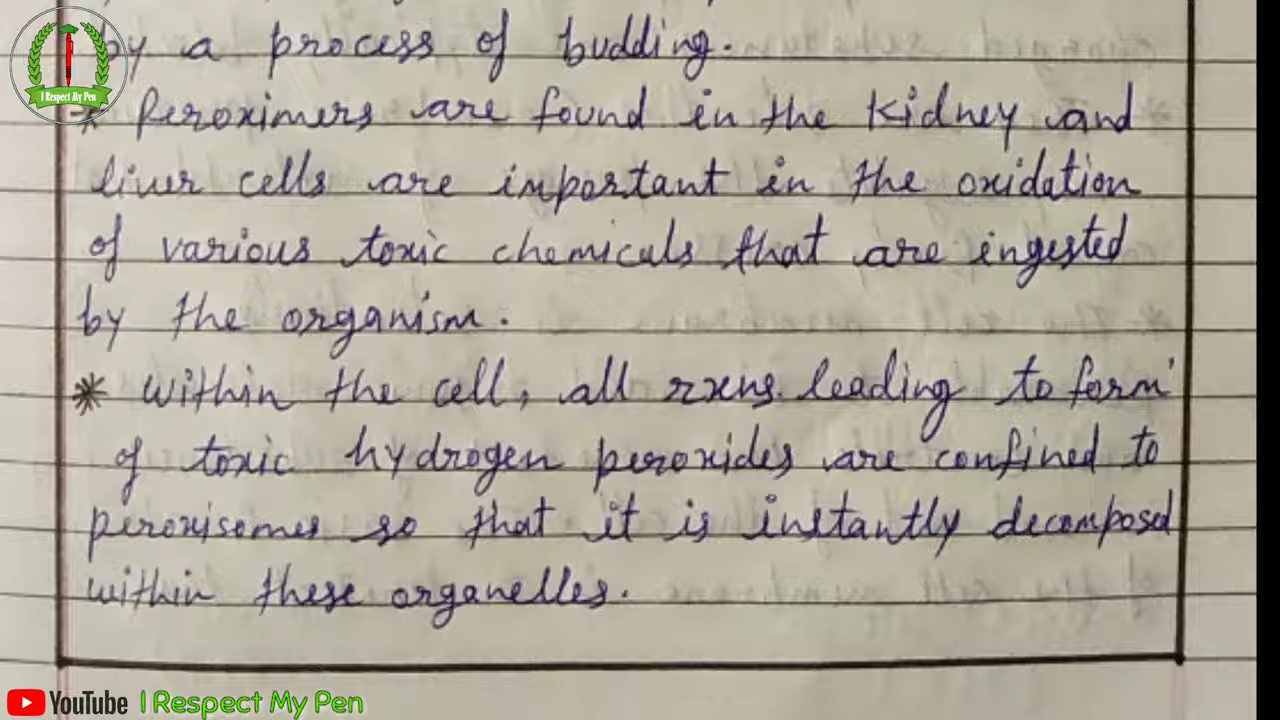 by a process of budding.
* Peroximers are found in the Kidney and
liver cells are important in the oxidation
of various toxic chemicals that are ingested
by the organism.
* Within the cell, all rxns. leading to form'
of toxic hydrogen peroxides are confined to
peroxisomes so that it is instantly decomposed
within these organelles.
I Respect My Pen
YouTube I Respect My Pen